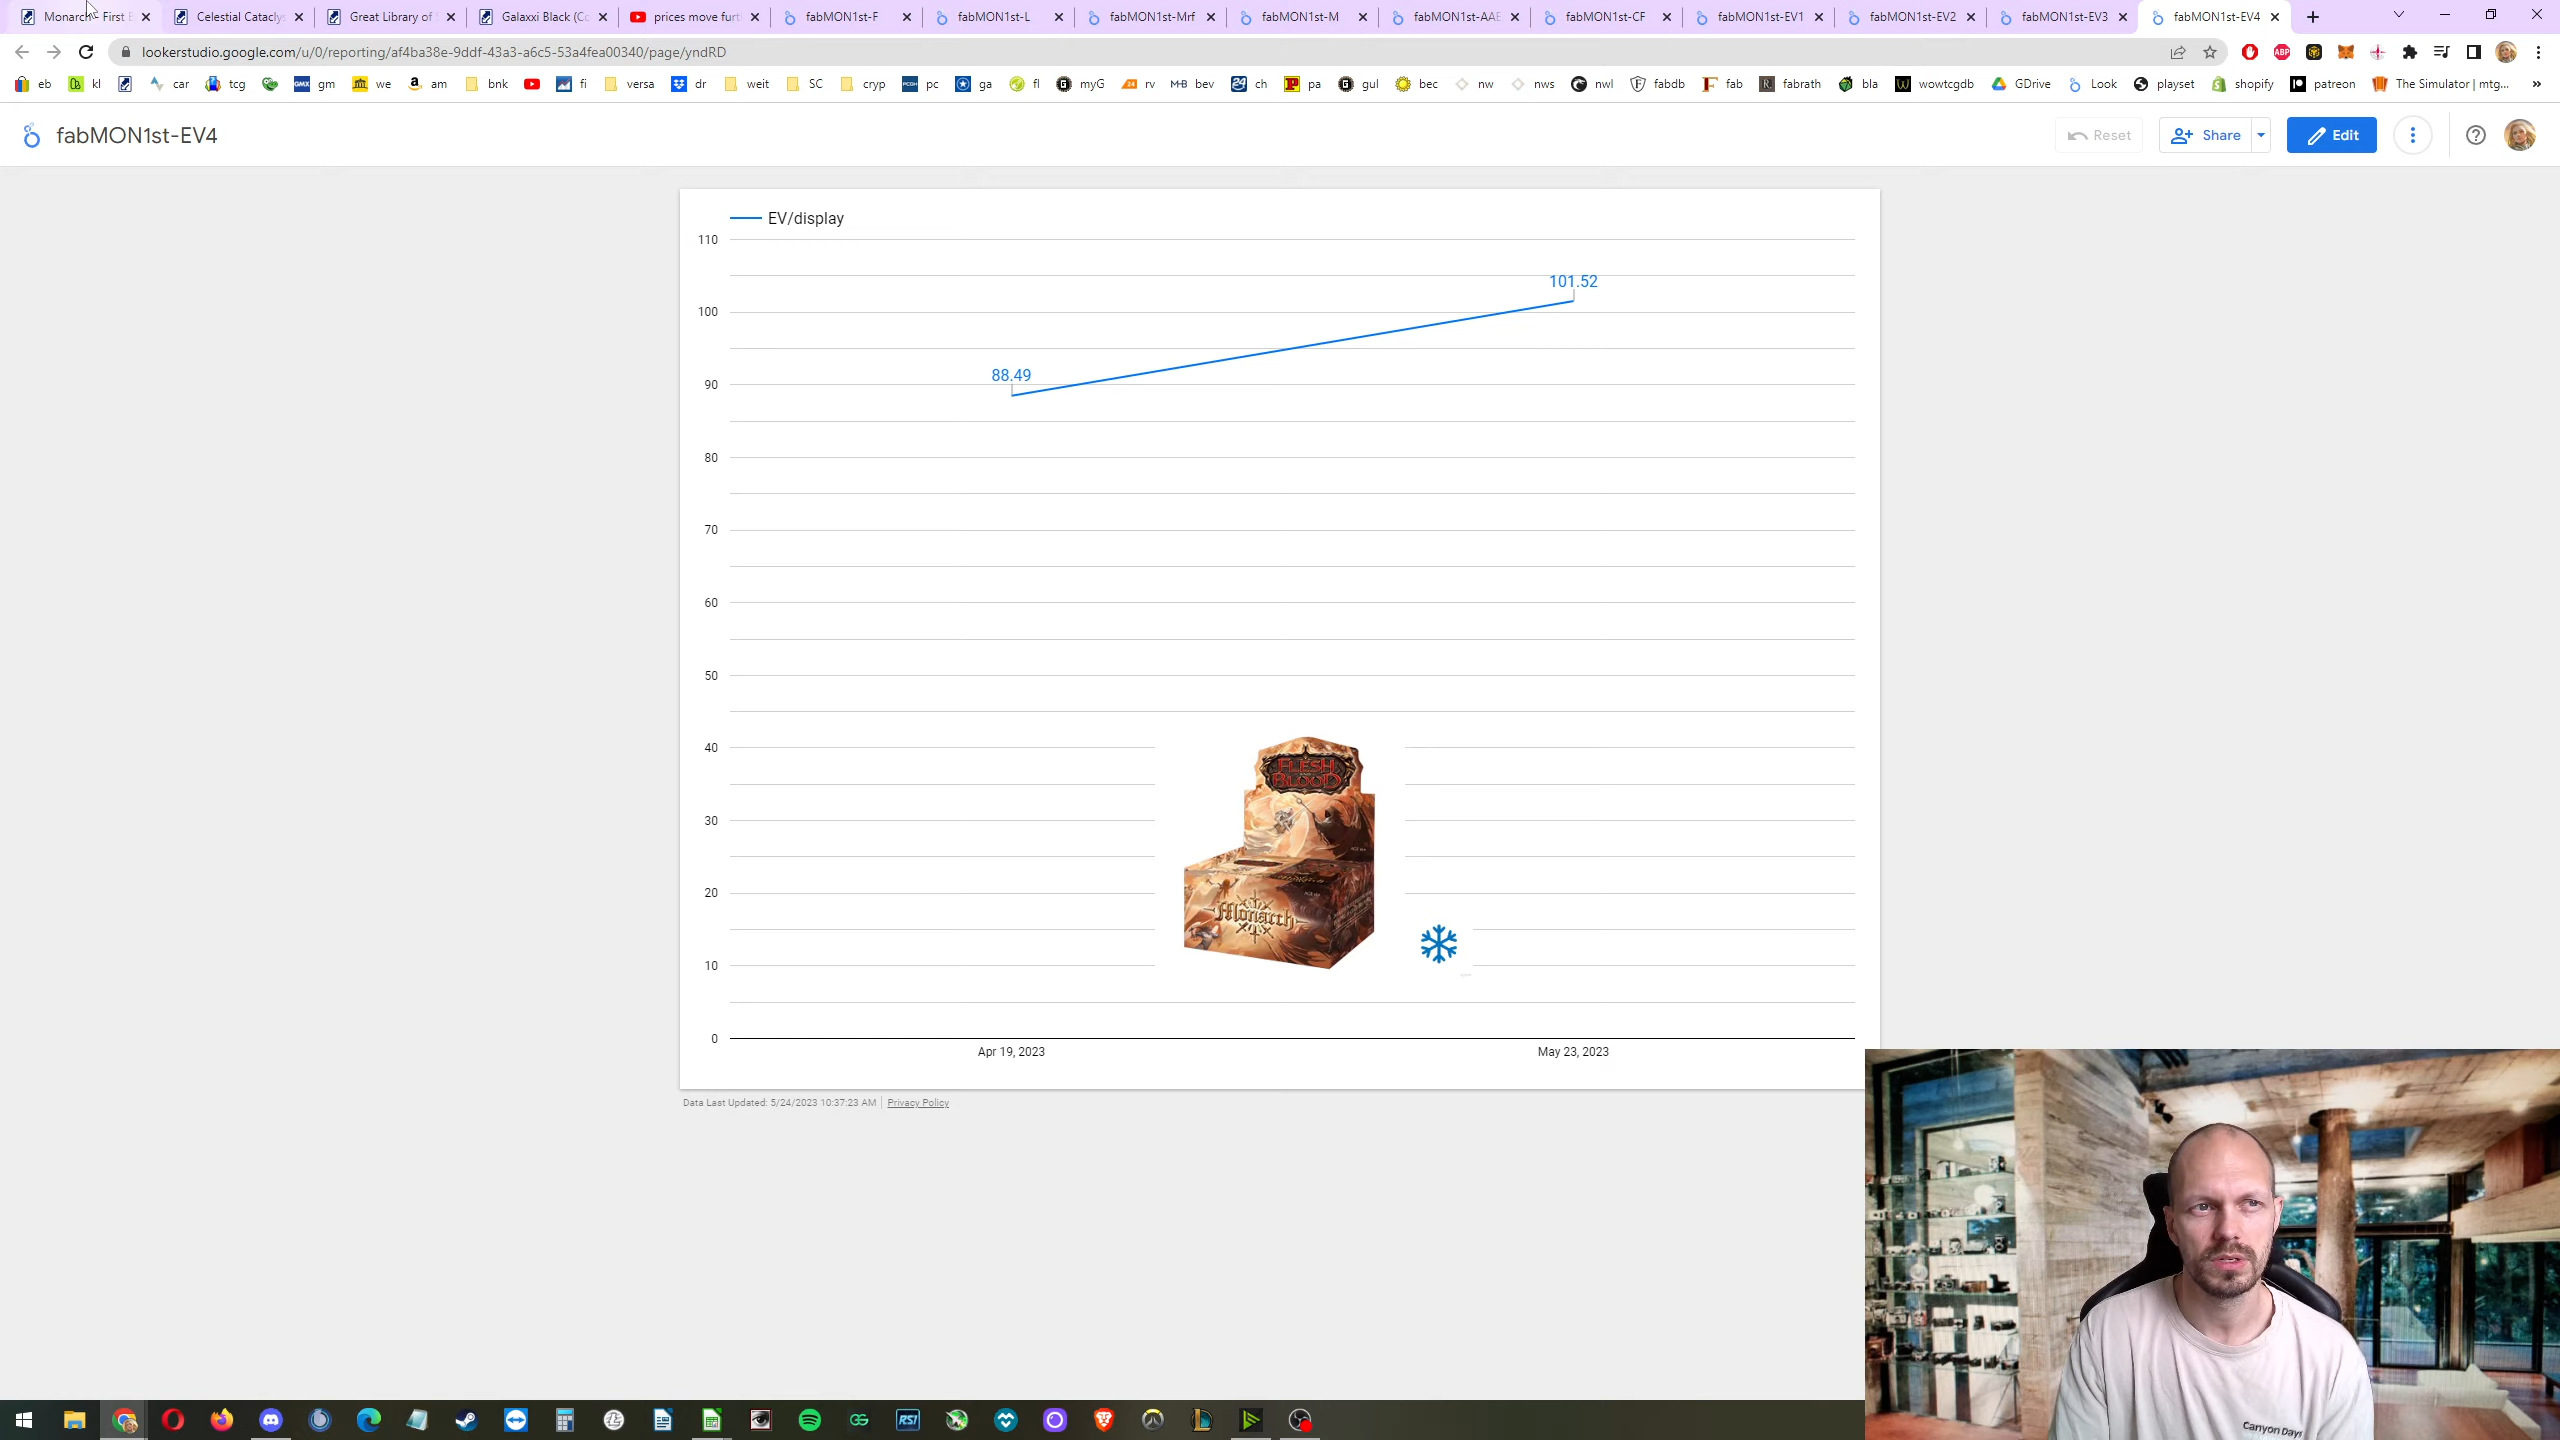 Monarch - First E
Celestial Cataclys
Great Library of S
Galaxxi Black (Co
prices move furt
fabMON1st-F
fabMON1st-L
fabMON1st-Mrf
fabMON1st-M
fabMON1st-AAE
fabMON1st-CF
fabMON1st-EV1
fabMON1st-EV2
fabMON1st-EV3
fabMON1st-EV4
lookerstudio.google.com/u/0/reporting/af4ba38e-9ddf-43a3-a6c5-53a4fea00340/page/yndRD
eb kl car tcg gm we am bnk fi versa dr weit SC cryp pc ga fl myG rv bev ch pa gul bec nw nws nwl fabdb fab fabrath bla wowtcgdb GDrive Look playset shopify patreon The Simulator | mtg... »
fabMON1st-EV4
Reset
Share
Edit
EV/display
110
101.52
100
88.49
90
80
70
60
50
40
30
20
10
0
FLESH AND BLOOD
Monarch
Apr 19, 2023
May 23, 2023
Data Last Updated: 5/24/2023 10:37:23 AM
Privacy Policy
Canyon Days